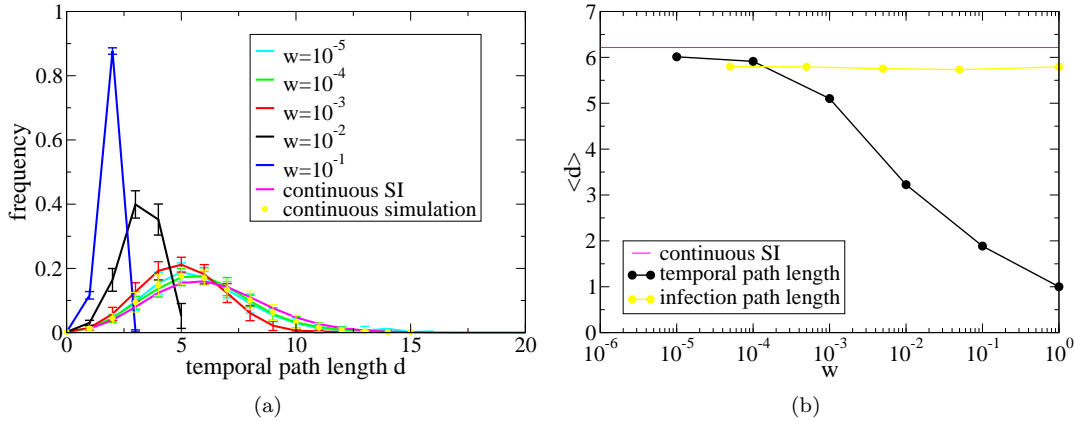 1
0.8
0.6
0.4
0.2
0
frequency
w=10^-5
w=10^-4
w=10^-3
w=10^-2
w=10^-1
continuous SI
continuous simulation
0 5 10 15 20
temporal path length d
(a)
7
6
5
4
3
2
1
0
<d>
continuous SI
temporal path length
infection path length
10^-6 10^-5 10^-4 10^-3 10^-2 10^-1 10^0
w
(b)